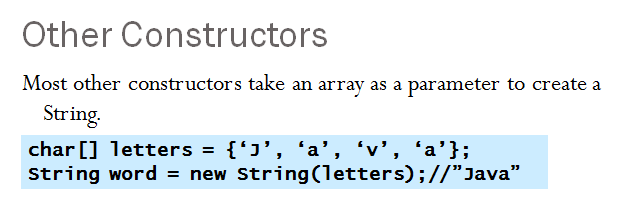 Other Constructors
Most other constructors take an array as a parameter to create a
String.
char[] letters = {‘J’, ‘a’, ‘v’, ‘a’};
String word = new String(letters);//”Java”